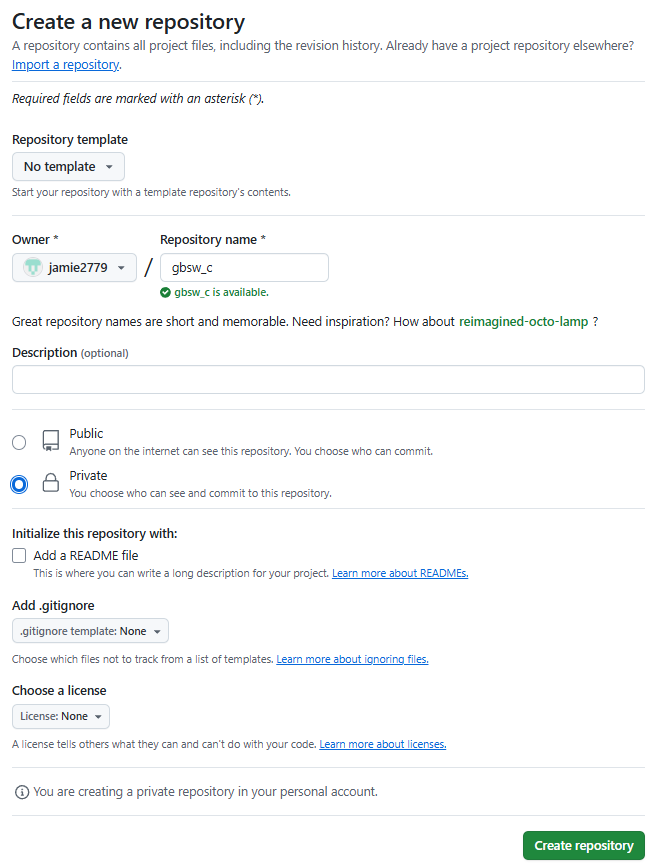 Create a new repository
A repository contains all project files, including the revision history. Already have a project repository elsewhere?
Import a repository.
Required fields are marked with an asterisk (*).
Repository template
No template
Start your repository with a template repository's contents.
Owner *
Repository name *
jamie2779
/
gbsw_c
gbsw_c is available.
Great repository names are short and memorable. Need inspiration? How about reimagined-octo-lamp ?
Description (optional)
Public
Anyone on the internet can see this repository. You choose who can commit.
Private
You choose who can see and commit to this repository.
Initialize this repository with:
Add a README file
This is where you can write a long description for your project. Learn more about READMEs.
Add .gitignore
.gitignore template: None
Choose which files not to track from a list of templates. Learn more about ignoring files.
Choose a license
License: None
A license tells others what they can and can't do with your code. Learn more about licenses.
You are creating a private repository in your personal account.
Create repository